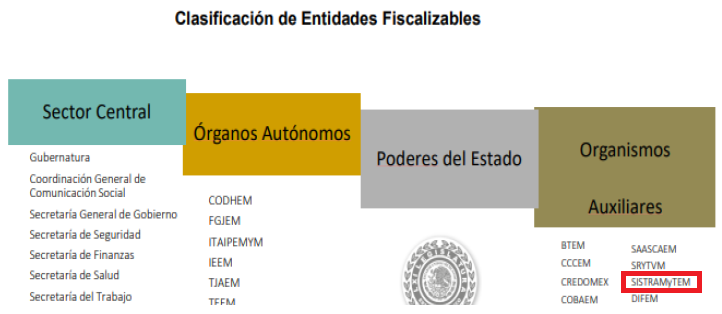 Clasificación de Entidades Fiscalizables
Sector Central
Gubernatura
Coordinación General de
Comunicación Social
Secretaría General de Gobierno
Secretaría de Seguridad
Secretaría de Finanzas
Secretaría de Salud
Secretaría del Trabajo
Órganos Autónomos
CODHEM
FGJEM
ITAIPEMYM
IEEM
TJAEM
TEEM
Poderes del Estado
Organismos
Auxiliares
BTEM
CCCEM
CREDOMEX
COBAEM
SAASCAEM
SRYTVM
SISTRAMyTEM
DIFEM